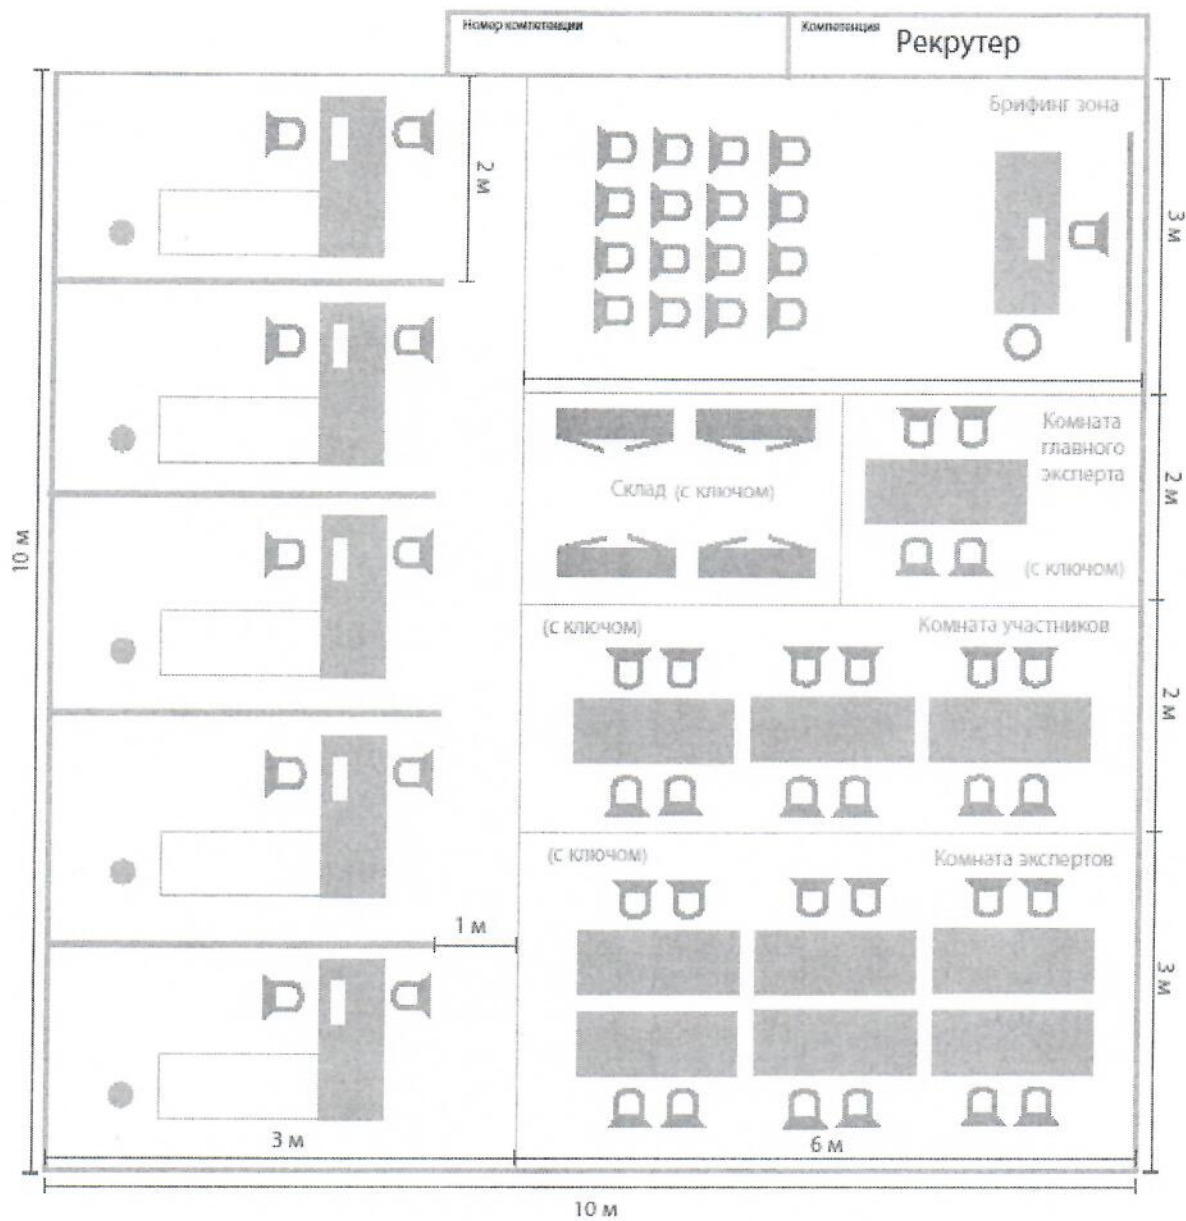 Номер компетенции
Компетенция
Рекрутер
Брифинг зона
2 м
3 м
Комната
главного
эксперта
(с ключом)
Склад (с ключом)
2 м
10 м
(с ключом)
Комната участников
2 м
(с ключом)
Комната экспертов
1 м
3 м
3 м
6 м
10 м